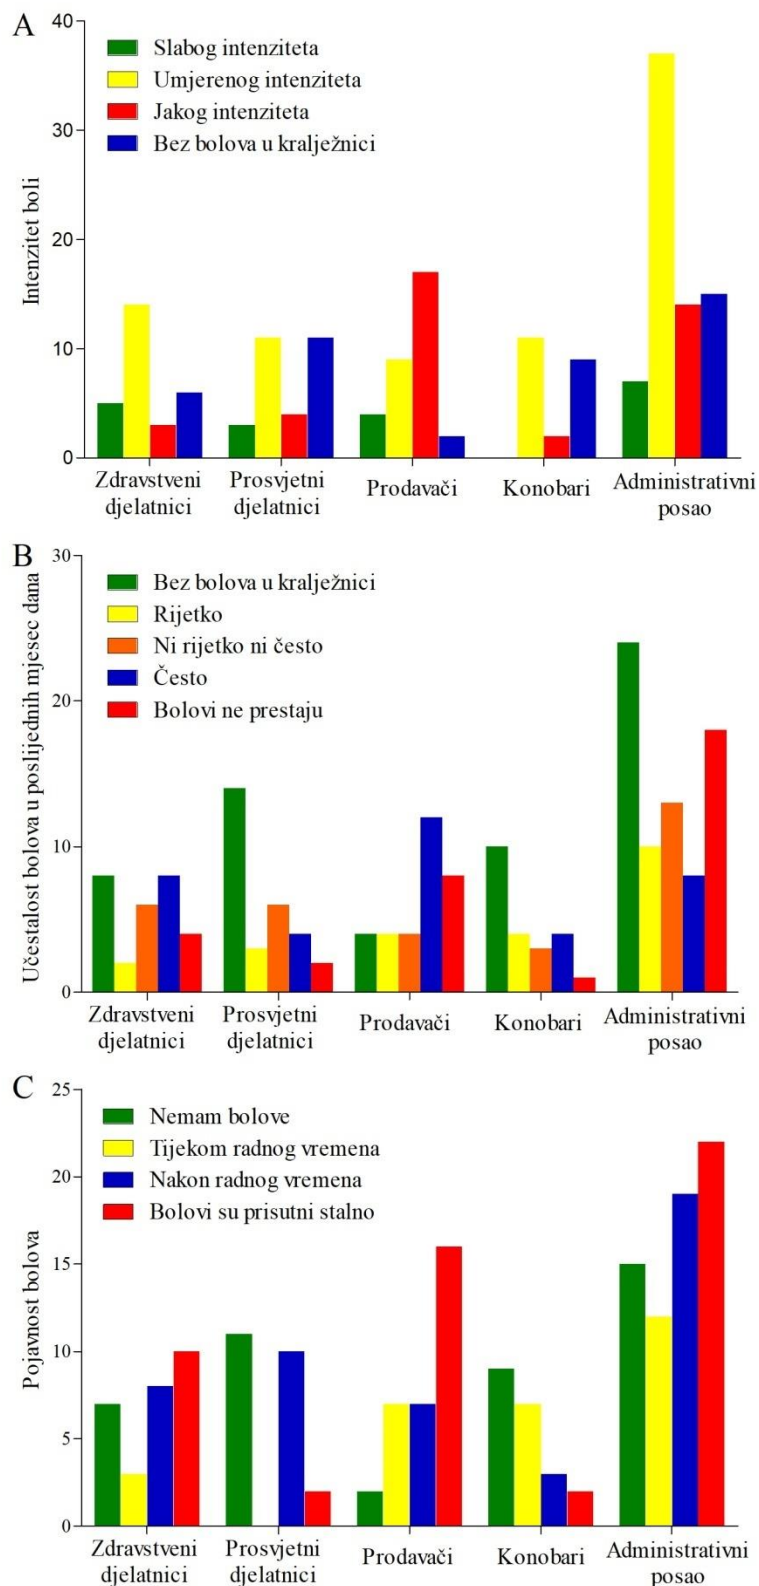 A
40
30
20
10
0
Intenzitet boli
Slabog intenziteta
Umjerenog intenziteta
Jakog intenziteta
Bez bolova u kralježnici
Zdravstveni
djelatnici
Prosvjetni
djelatnici
Prodavači
Konobari
Administrativni
posao
B
30
20
10
0
Učestalost bolova u poslijednih mjesec dana
Bez bolova u kralježnici
Rijetko
Ni rijetko ni često
Često
Bolovi ne prestaju
Zdravstveni
djelatnici
Prosvjetni
djelatnici
Prodavači
Konobari
Administrativni
posao
C
25
20
15
10
5
0
Pojavnost bolova
Nemam bolove
Tijekom radnog vremena
Nakon radnog vremena
Bolovi su prisutni stalno
Zdravstveni
djelatnici
Prosvjetni
djelatnici
Prodavači
Konobari
Administrativni
posao